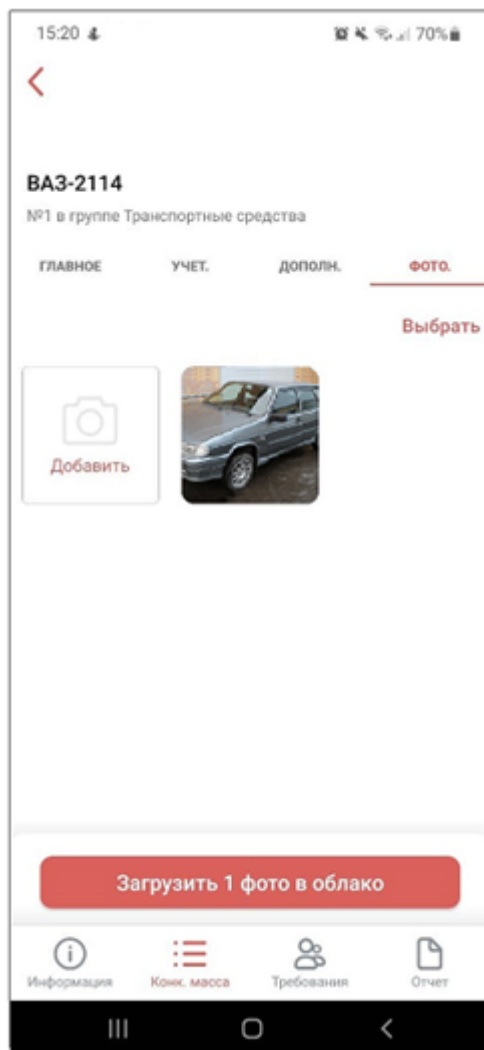 15:20 70%
ВАЗ-2114
№1 в группе Транспортные средства
ГЛАВНОЕ УЧЕТ. ДОПОЛН. ФОТО.
Выбрать
Добавить
Загрузить 1 фото в облако
Информация Конк. масса Требования Отчет